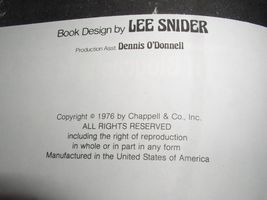 Book Design by LEE SNIDER
Production Asst. Dennis O'Donnell
Copyright © 1976 by Chappell & Co., Inc.
ALL RIGHTS RESERVED
including the right of reproduction
in whole or in part in any form
Manufactured in the United States of America